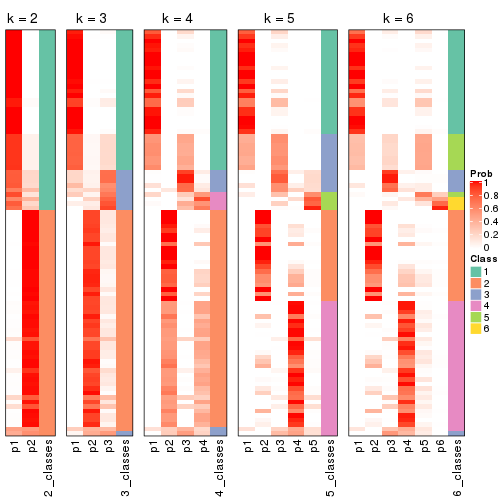 k = 2
k = 3
k = 4
k = 5
k = 6
Prob
1
0.8
0.6
0.4
0.2
0
Class
1
2
3
4
5
6
p1
p2
2_classes
p1
p2
p3
3_classes
p1
p2
p3
p4
4_classes
p1
p2
p3
p4
p5
5_classes
p1
p2
p3
p4
p5
p6
6_classes